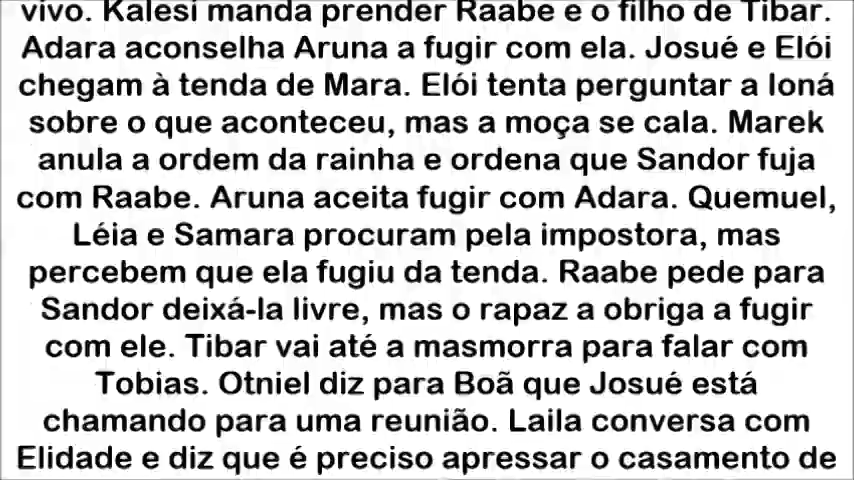 vivo. Kalesi manda prender Raabe e o filho de Tibar.
Adara aconselha Aruna a fugir com ela. Josué e Elói
chegam à tenda de Mara. Elói tenta perguntar a Ioná
sobre o que aconteceu, mas a moça se cala. Marek
anula a ordem da rainha e ordena que Sandor fuja
com Raabe. Aruna aceita fugir com Adara. Quemuel,
Léia e Samara procuram pela impostora, mas
percebem que ela fugiu da tenda. Raabe pede para
Sandor deixá-la livre, mas o rapaz a obriga a fugir
com ele. Tibar vai até a masmorra para falar com
Tobias. Otniel diz para Boã que Josué está
chamando para uma reunião. Laila conversa com
Elidade e diz que é preciso apressar o casamento de